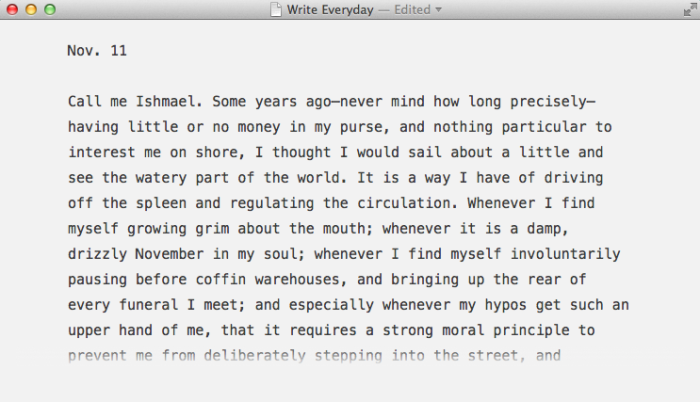 Write Everyday — Edited
Nov. 11
Call me Ishmael. Some years ago—never mind how long precisely—
having little or no money in my purse, and nothing particular to
interest me on shore, I thought I would sail about a little and
see the watery part of the world. It is a way I have of driving
off the spleen and regulating the circulation. Whenever I find
myself growing grim about the mouth; whenever it is a damp,
drizzly November in my soul; whenever I find myself involuntarily
pausing before coffin warehouses, and bringing up the rear of
every funeral I meet; and especially whenever my hypos get such an
upper hand of me, that it requires a strong moral principle to
prevent me from deliberately stepping into the street, and